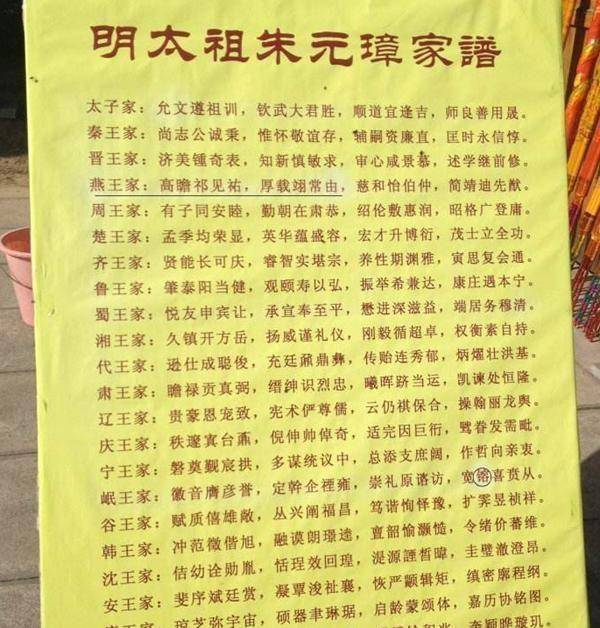 明太祖朱元璋家譜
太子家：允文遵祖训，钦武大君胜，顺道宜逢吉，师良善用晟。
秦王家：尚志公诚秉，惟怀敬谊存，辅嗣资廉直，匡时永信惇。
晋王家：济美锺奇表，知新慎敏求，审心咸景慕，述学继前修。
燕王家：高瞻祁见祐，厚载翊常由，慈和怡伯仲，简靖迪先猷。
周王家：有子同安睦，勤朝在肃恭，绍伦敷惠润，昭格广登庸。
楚王家：孟季均荣显，英华蕴盛容，宏才升博衍，茂士立全功。
齐王家：贤能长可庆，睿智实堪宗，养性期渊雅，寅思复会通。
鲁王家：肇泰阳当健，观颐寿以弘，振举希兼达，康庄遇本宁。
蜀王家：悦友申宾让，承宣奉至平，懋进深滋益，端居务穆清。
湘王家：久镇开方岳，扬威谨礼仪，刚毅循超卓，权衡素自持。
代王家：逊仕成聪俊，充廷鼐鼎彝，传贻连秀郁，炳燿壮洪基。
肃王家：瞻禄贡真弼，缙绅识烈忠，曦晖跻当运，凯谏处恒隆。
辽王家：贵豪恩宠致，宪术俨尊儒，云仍祺保合，操翰丽龙舆。
庆王家：秩邃寘台鼒，倪伸帅倬奇，适完因巨衍，眷发需毗。
宁王家：磐奠觐宸拱，多谋统议中，总添支庶阔，作哲向亲衷。
岷王家：徽音膺彦誉，定幹企禋雍，崇礼原谘访，宽镕喜贲从。
谷王家：赋质僖雄敞，丛兴阐福昌，笃谐恂怿豫，扩霁昱祯祥。
韩王家：冲范徵偕旭，融谟朗璟逵，亶韶愉灏慥，令绪价蕃维。
沈王家：佶幼诠勋胤，恬珵效回瑝，湜源諲晢暐，圭璧澈澄昂。
安王家：斐序斌廷赏，凝覃浚祉襄，恢严颛辑矩，缜密廓程纲。
琼芝弥宇宙，硕器聿琳琚，启龄蒙颂体，嘉历协铭图。